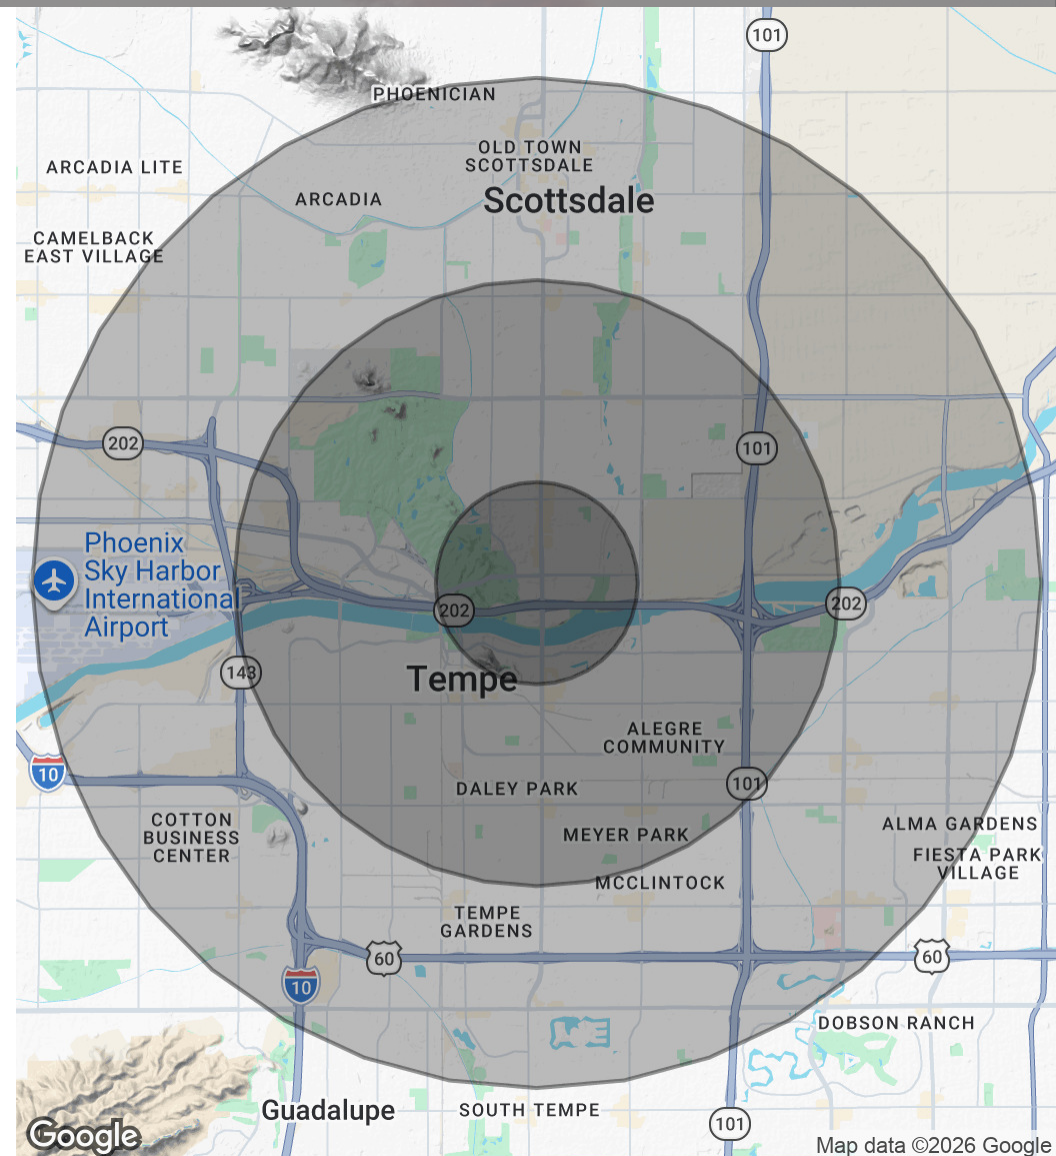 101
PHOENICIAN
OLD TOWN
SCOTTSDALE
ARCADIA LITE
ARCADIA
Scottsdale
CAMELBACK
EAST VILLAGE
202
101
Phoenix
Sky Harbor
International
Airport
202
202
143
Tempe
ALEGRE
COMMUNITY
10
101
DALEY PARK
COTTON
BUSINESS
CENTER
MEYER PARK
ALMA GARDENS
FIESTA PARK
VILLAGE
MCCLINTOCK
TEMPE
GARDENS
60
60
10
DOBSON RANCH
Guadalupe
SOUTH TEMPE
101
Google
Map data ©2026 Google